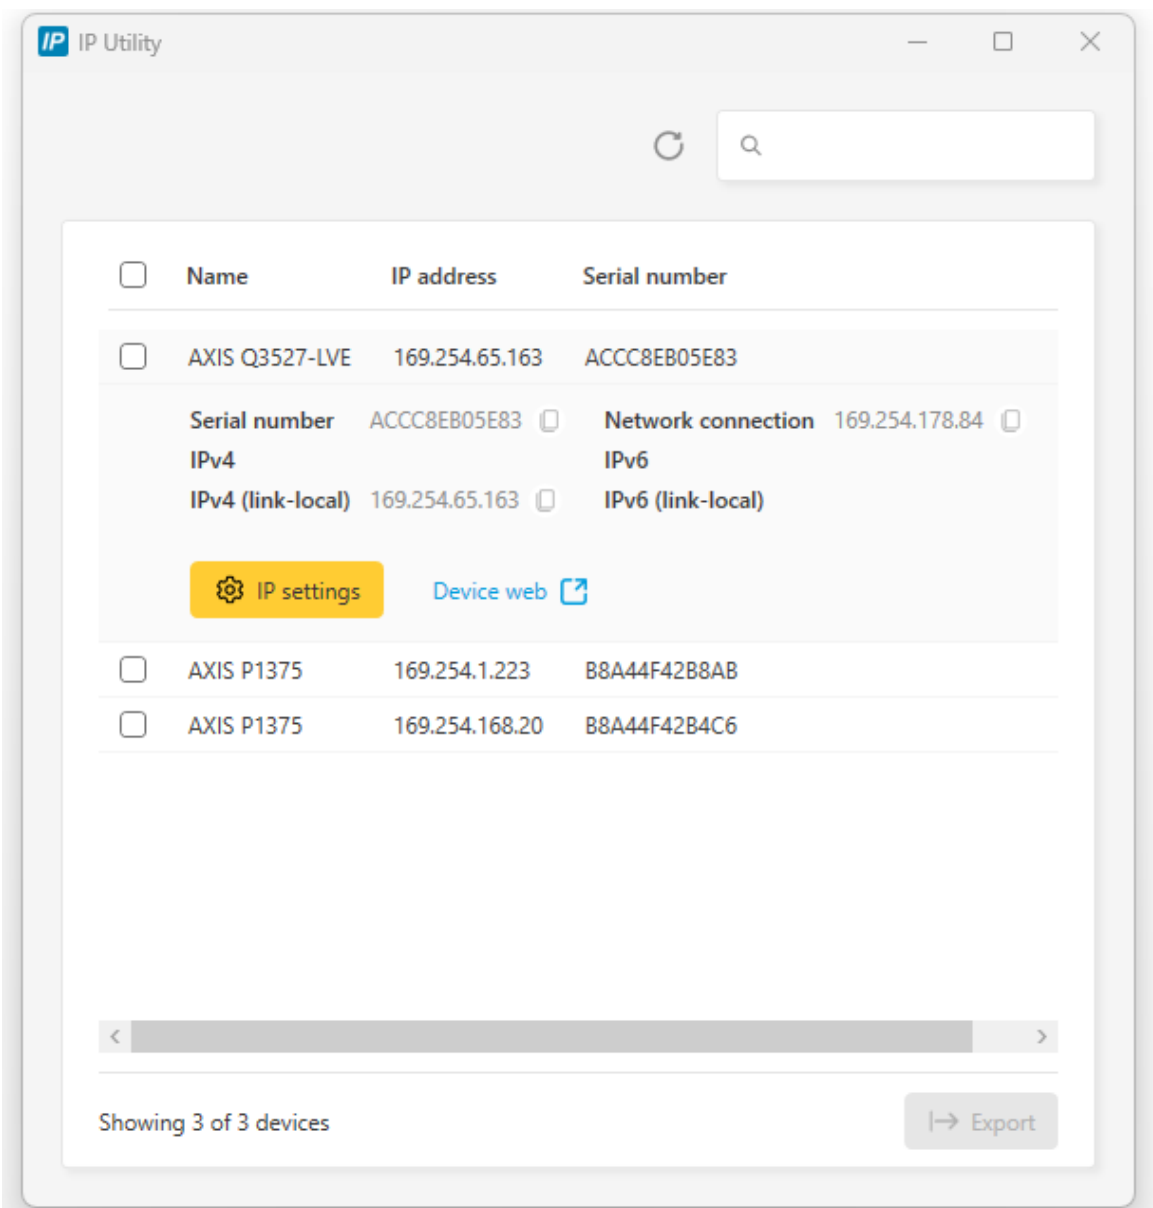 IP IP Utility
Name IP address Serial number
AXIS Q3527-LVE 169.254.65.163 ACCC8EB05E83
Serial number ACCC8EB05E83 Network connection 169.254.178.84
IPv4 IPv6
IPv4 (link-local) 169.254.65.163 IPv6 (link-local)
IP settings Device web
AXIS P1375 169.254.1.223 B8A44F42B8AB
AXIS P1375 169.254.168.20 B8A44F42B4C6
Showing 3 of 3 devices Export